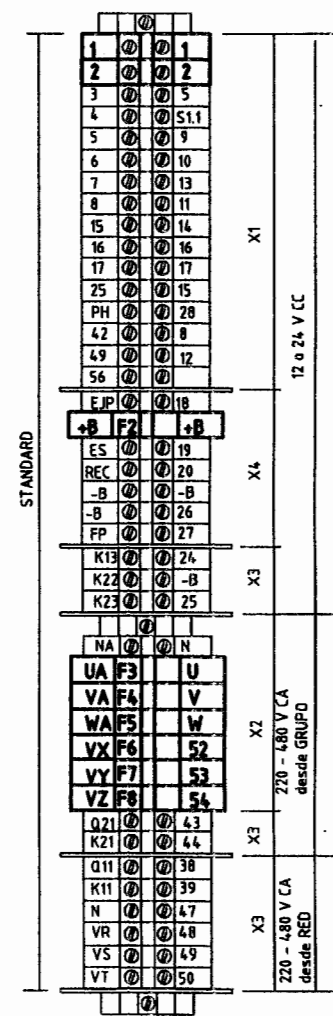 1 1
2 2
3 5
4 S1.1
5 9
6 10
7 13
8 11
15 14
16 16
17 17
25 15
PH 28
42 8
49 12
56
EJP 18
+B F2 +B
ES 19
REC 20
-B -B
-B 26
FP 27
K13 24
K22 -B
K23 25
NA N
UA F3 U
VA F4 V
WA F5 W
VX F6 52
VY F7 53
VZ F8 54
Q21 43
K21 44
Q11 38
K11 39
N 47
VR 48
VS 49
VT 50
STANDARD
X1
X4
X3
X2
X3
X3
12 a 24 V CC
220 - 480 V CA
desde GRUPO
220 - 480 V CA
desde RED